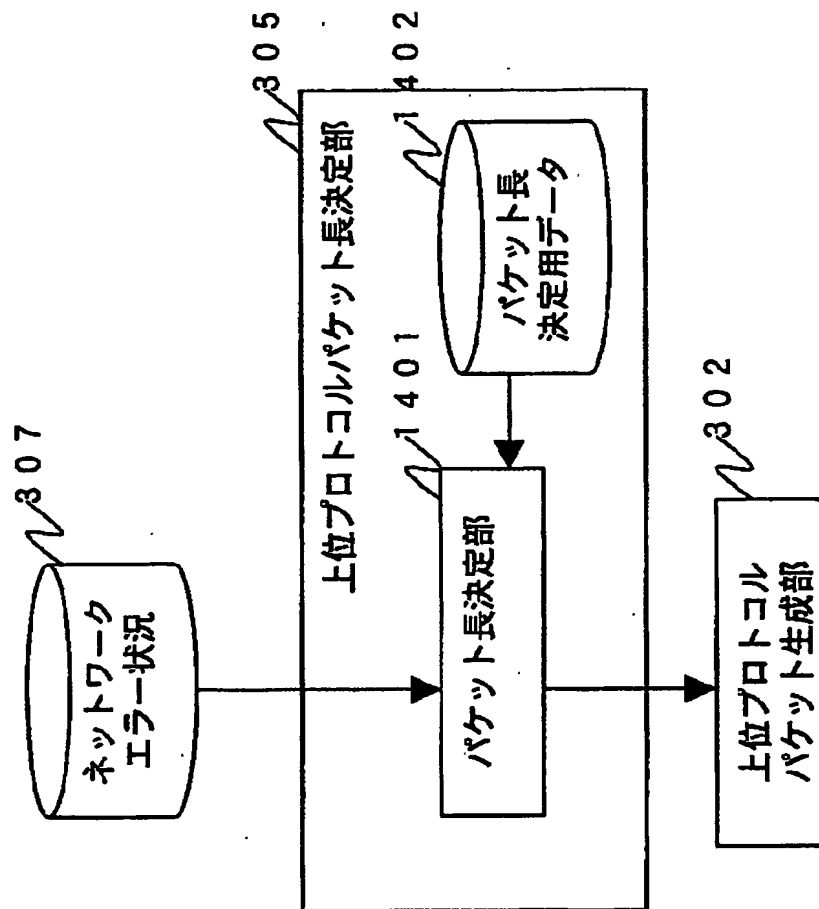 307
ネットワーク
エラー状況
305
上位プロトコルパケット長決定部
1401
パケット長決定部
1402
パケット長
決定用データ
302
上位プロトコル
パケット生成部